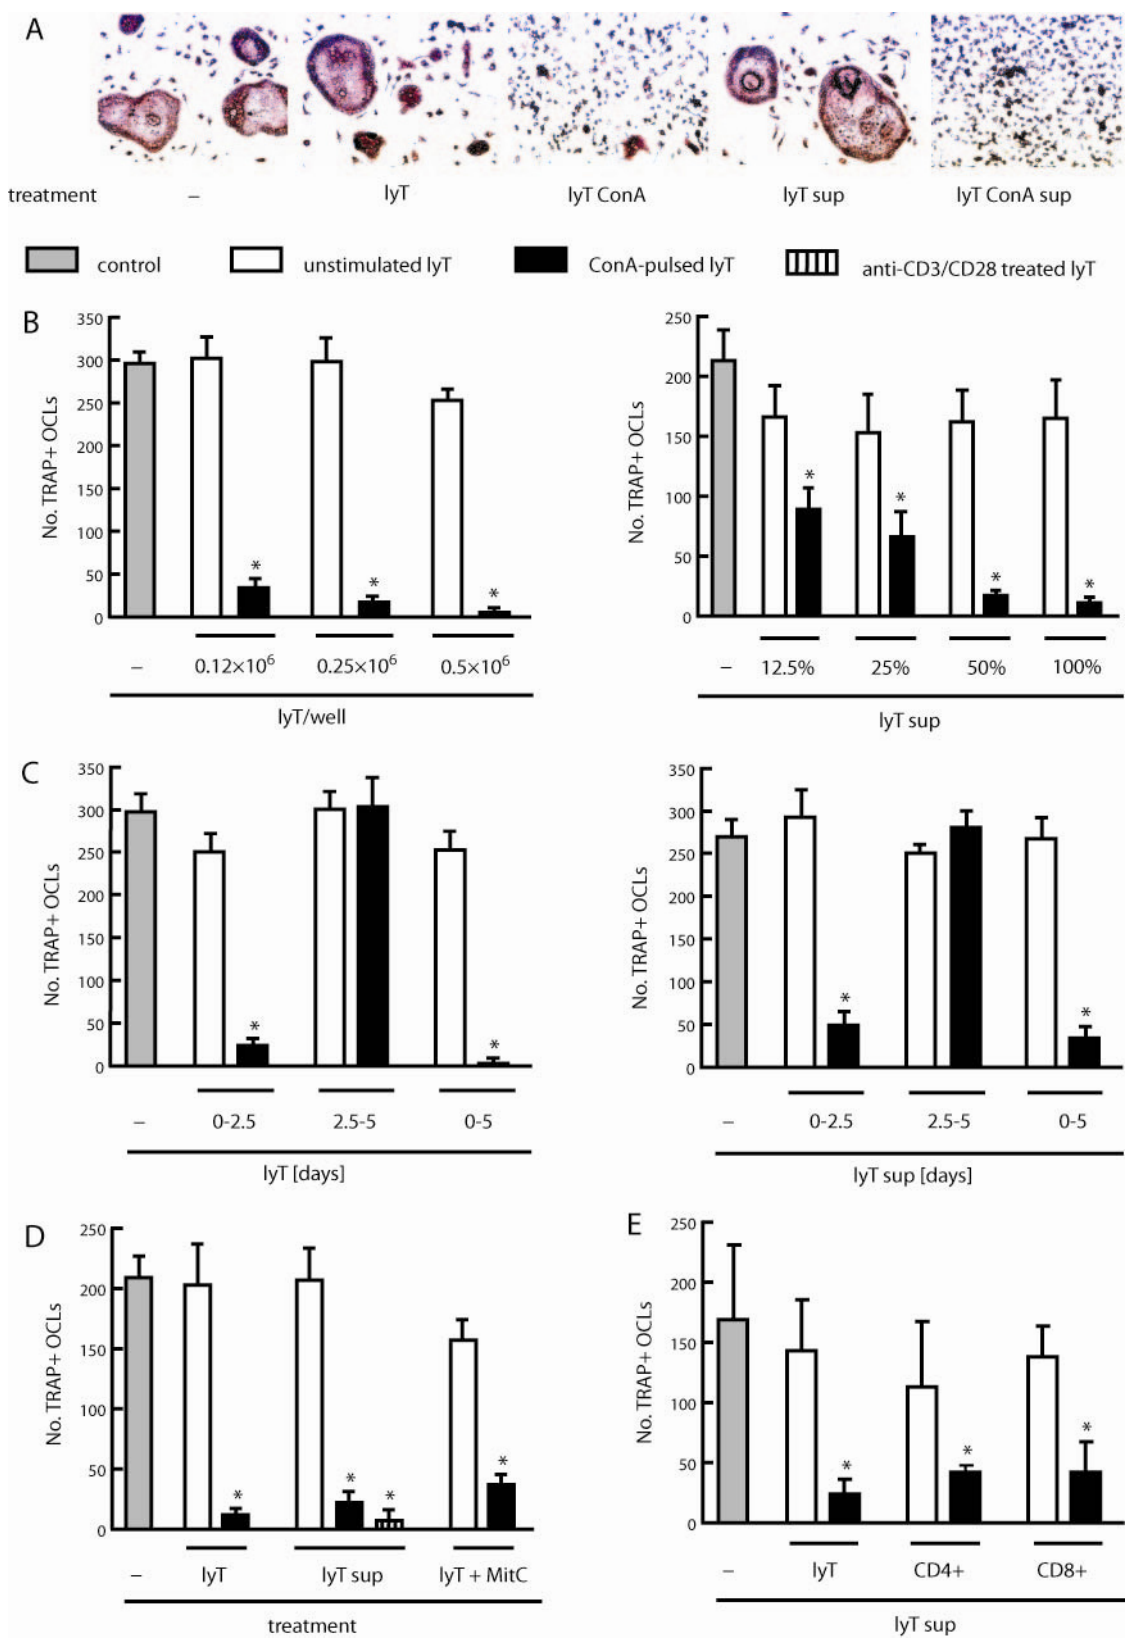 A
treatment – lyT lyT ConA lyT sup lyT ConA sup
control unstimulated lyT ConA-pulsed lyT anti-CD3/CD28 treated lyT
B
No. TRAP+ OCLs
350
300
250
200
150
100
50
0
* * *
– 0.12×10⁶ 0.25×10⁶ 0.5×10⁶
lyT/well
No. TRAP+ OCLs
250
200
150
100
50
0
* * * *
– 12.5% 25% 50% 100%
lyT sup
C
No. TRAP+ OCLs
350
300
250
200
150
100
50
0
* *
– 0-2.5 2.5-5 0-5
lyT [days]
No. TRAP+ OCLs
350
300
250
200
150
100
50
0
* *
– 0-2.5 2.5-5 0-5
lyT sup [days]
D
No. TRAP+ OCLs
250
200
150
100
50
0
* * * *
– lyT lyT sup lyT + MitC
treatment
E
No. TRAP+ OCLs
250
200
150
100
50
0
* * *
– lyT CD4+ CD8+
lyT sup